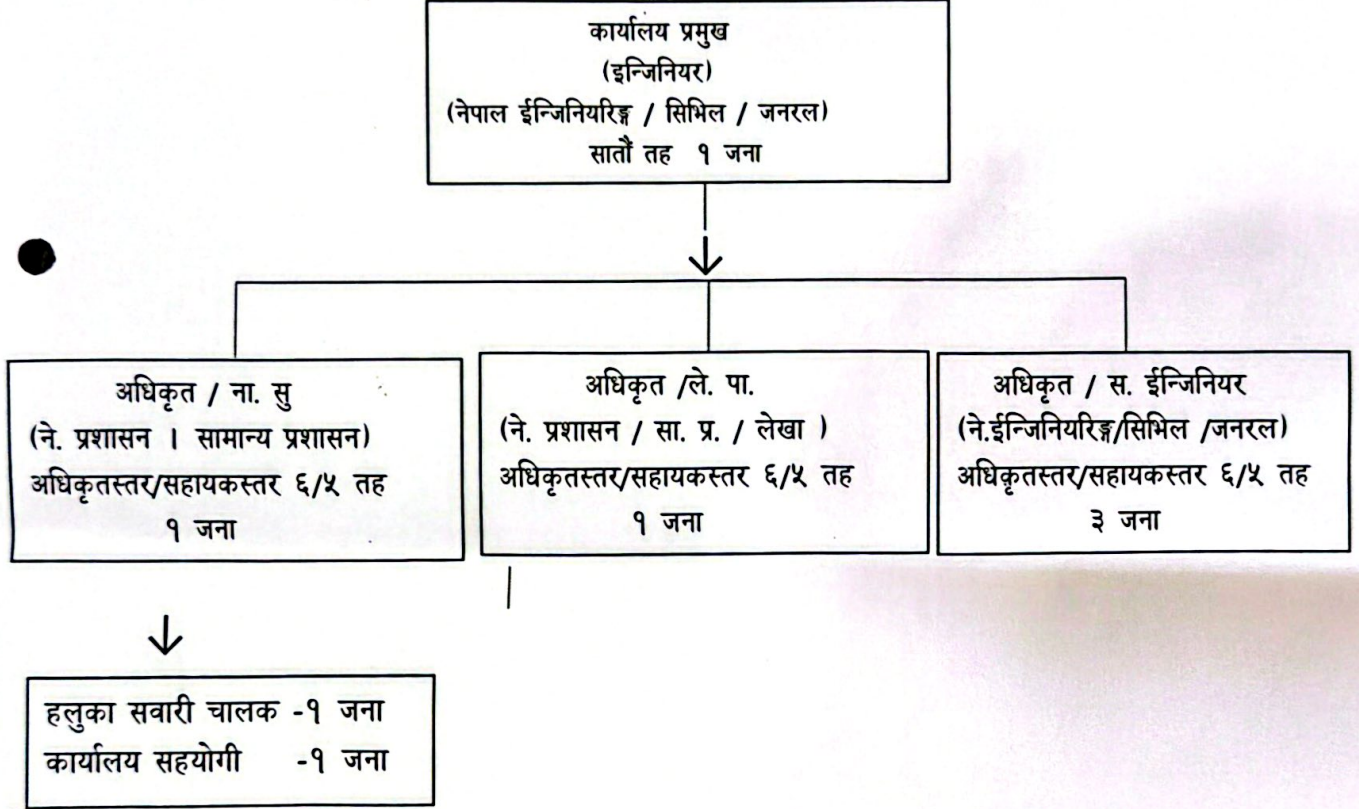 कार्यालय प्रमुख
(इन्जिनियर)
(नेपाल ईन्जिनियरिङ्ग / सिभिल / जनरल)
सातौं तह १ जना
अधिकृत / ना. सु
(ने. प्रशासन । सामान्य प्रशासन)
अधिकृतस्तर/सहायकस्तर ६/५ तह
१ जना
अधिकृत /ले. पा.
(ने. प्रशासन / सा. प्र. / लेखा )
अधिकृतस्तर/सहायकस्तर ६/५ तह
१ जना
अधिकृत / स. ईन्जिनियर
(ने.ईन्जिनियरिङ्ग/सिभिल /जनरल)
अधिकृतस्तर/सहायकस्तर ६/५ तह
३ जना
हलुका सवारी चालक -१ जना
कार्यालय सहयोगी -१ जना